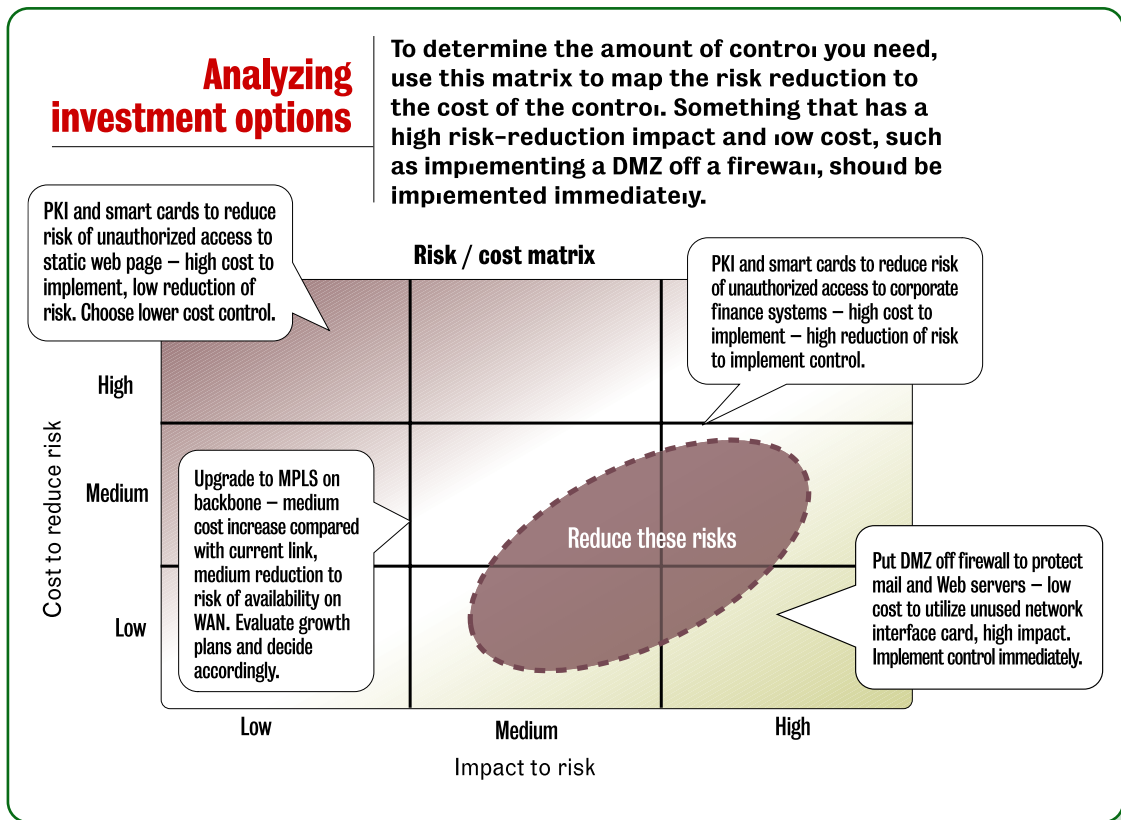 Analyzing
investment options
To determine the amount of control you need,
use this matrix to map the risk reduction to
the cost of the control. Something that has a
high risk-reduction impact and low cost, such
as implementing a DMZ off a firewall, should be
implemented immediately.
PKI and smart cards to reduce
risk of unauthorized access to
static web page – high cost to
implement, low reduction of
risk. Choose lower cost control.
Risk / cost matrix
PKI and smart cards to reduce risk
of unauthorized access to corporate
finance systems – high cost to
implement – high reduction of risk
to implement control.
Cost to reduce risk
High
Medium
Low
Upgrade to MPLS on
backbone – medium
cost increase compared
with current link,
medium reduction to
risk of availability on
WAN. Evaluate growth
plans and decide
accordingly.
Reduce these risks
Put DMZ off firewall to protect
mail and Web servers – low
cost to utilize unused network
interface card, high impact.
Implement control immediately.
Low
Medium
High
Impact to risk